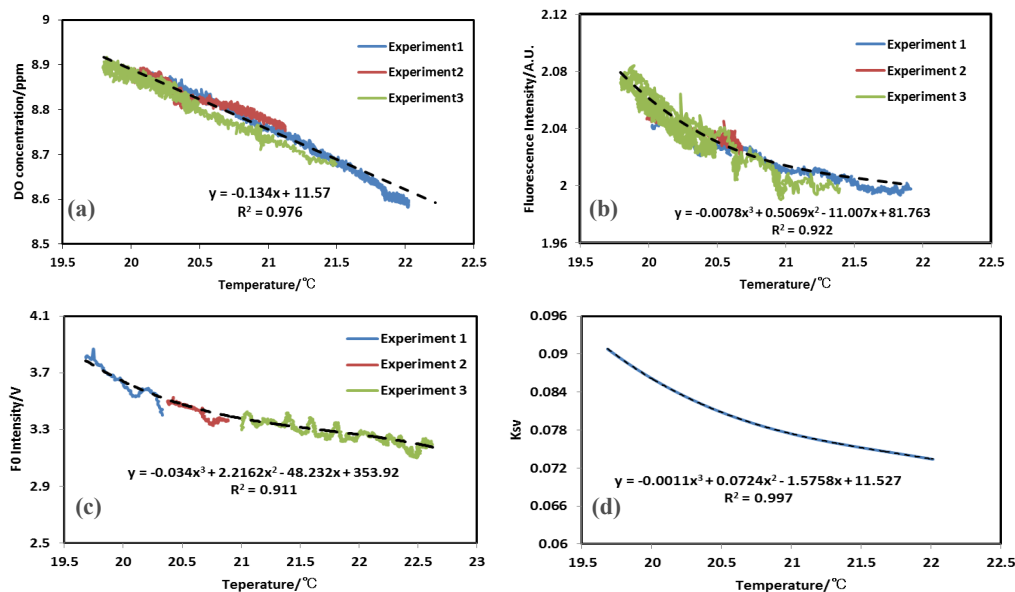 9
8.9
8.8
8.7
8.6
8.5
DO concentration/ppm
Experiment1
Experiment2
Experiment3
y = -0.134x + 11.57
R² = 0.976
(a)
19.5 20 20.5 21 21.5 22 22.5
Temperature/℃
2.12
2.08
2.04
2
1.96
Fluorescence Intensity/A.U.
Experiment 1
Experiment 2
Experiment 3
(b)
y = -0.0078x³ + 0.5069x² - 11.007x + 81.763
R² = 0.922
19.5 20 20.5 21 21.5 22 22.5
Temerature/℃
4.1
3.7
3.3
2.9
2.5
F0 Intensity/V
Experiment 1
Experiment 2
Experiment 3
y = -0.034x³ + 2.2162x² - 48.232x + 353.92
R² = 0.911
(c)
19.5 20 20.5 21 21.5 22 22.5 23
Teperature/℃
0.096
0.09
0.084
0.078
0.072
0.066
0.06
Ksv
y = -0.0011x³ + 0.0724x² - 1.5758x + 11.527
R² = 0.997
(d)
19.5 20 20.5 21 21.5 22 22.5
Temperature/℃